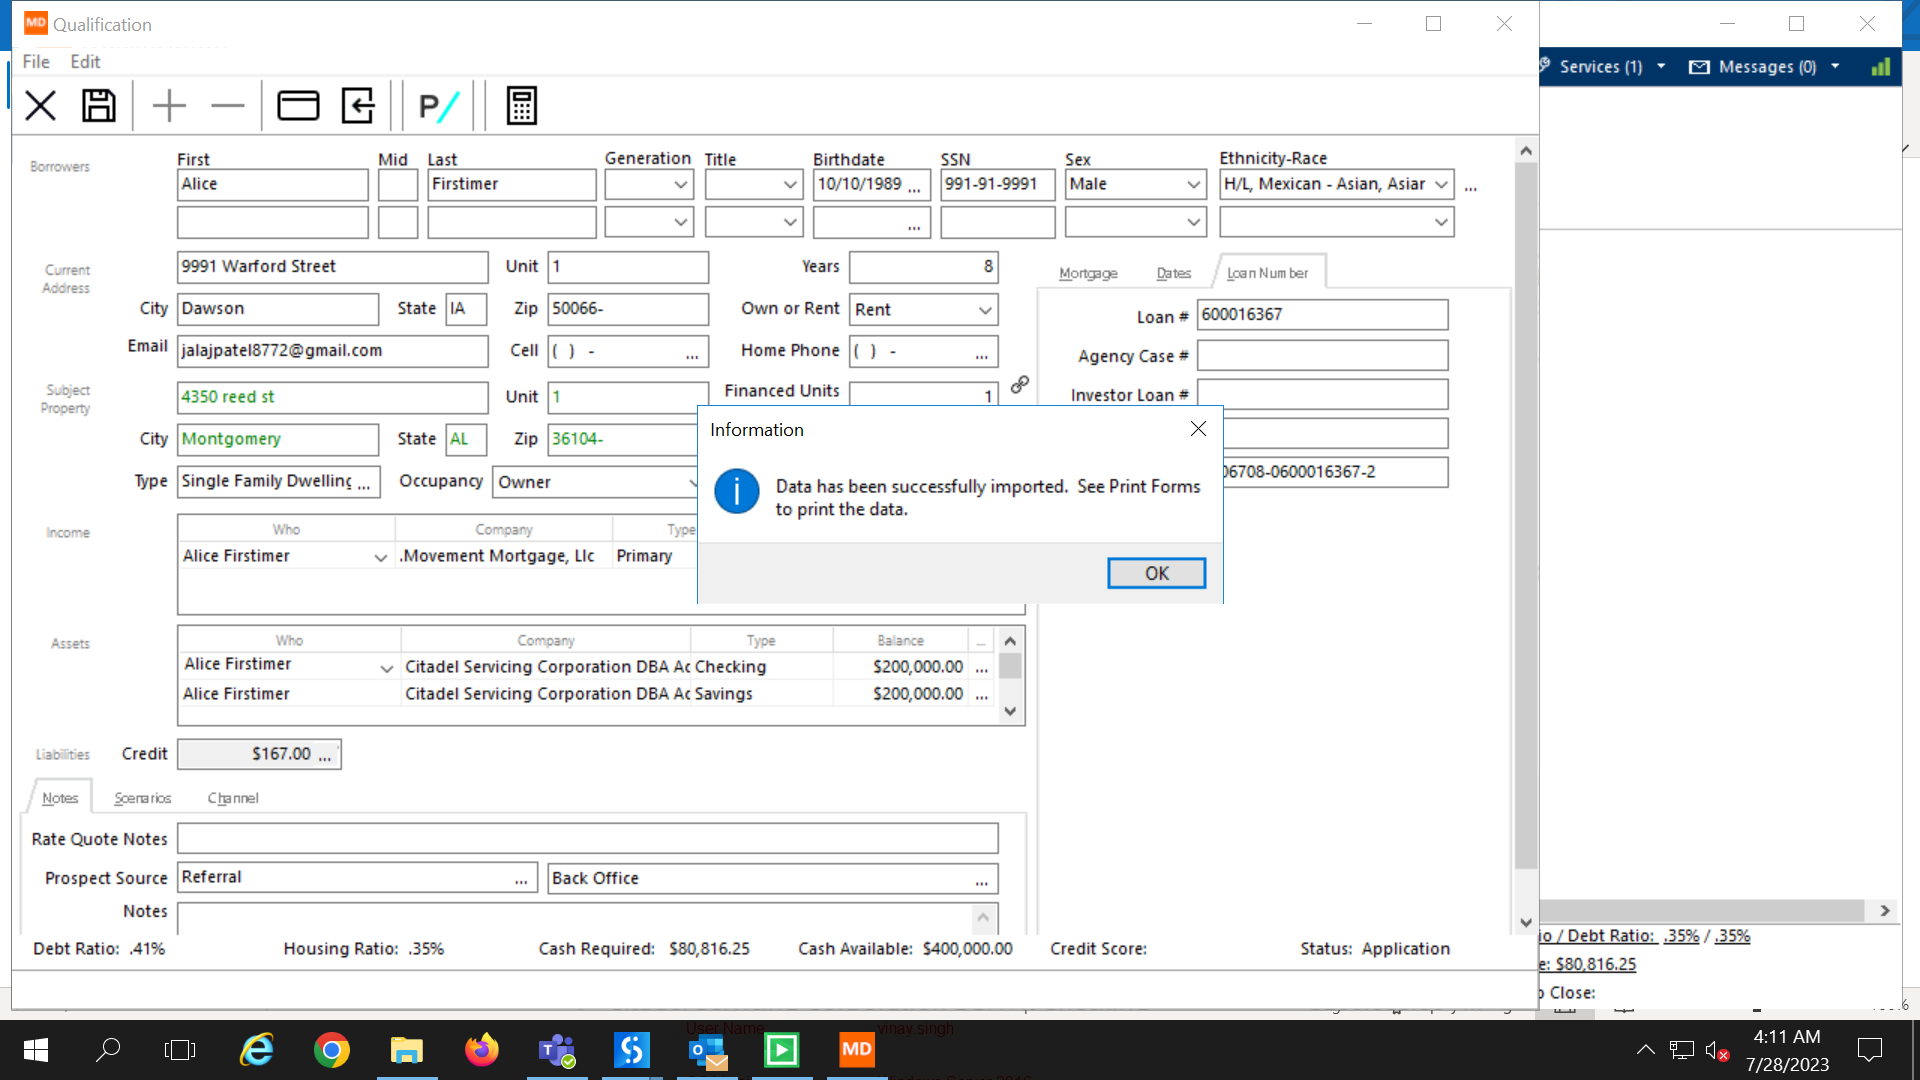 MD Qualification
File Edit
Services (1) Messages (0)
P/
Borrowers First Mid Last Generation Title Birthdate SSN Sex Ethnicity-Race
Alice Firstimer 10/10/1989 ... 991-91-9991 Male H/L, Mexican - Asian, Asiar ...
...
Current Address 9991 Warford Street Unit 1 Years 8
Mortgage Dates Loan Number
City Dawson State IA Zip 50066- Own or Rent Rent
Loan # 600016367
Email jalajpatel8772@gmail.com Cell ( ) - ... Home Phone ( ) - ...
Agency Case #
Subject Property 4350 reed st Unit 1 Financed Units 1
Investor Loan #
City Montgomery State AL Zip 36104-
Type Single Family Dwelling ... Occupancy Owner
06708-0600016367-2
Information
Data has been successfully imported. See Print Forms
to print the data.
OK
Income Who Company Type
Alice Firstimer .Movement Mortgage, Llc Primary
Assets Who Company Type Balance ...
Alice Firstimer Citadel Servicing Corporation DBA Ac Checking $200,000.00 ...
Alice Firstimer Citadel Servicing Corporation DBA Ac Savings $200,000.00 ...
Liabilities Credit $167.00 ...
Notes Scenarios Channel
Rate Quote Notes
Prospect Source Referral ... Back Office ...
Notes
Debt Ratio: .41% Housing Ratio: .35% Cash Required: $80,816.25 Cash Available: $400,000.00 Credit Score: Status: Application
io / Debt Ratio: .35% / .35%
e: $80,816.25
o Close:
User Name: vinay.singh
MD
4:11 AM
7/28/2023